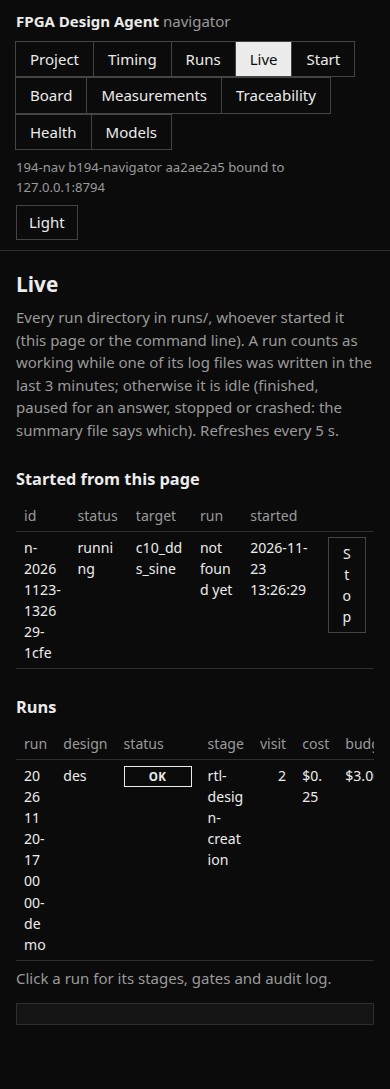 FPGA Design Agent navigator
Project Timing Runs Live Start
Board Measurements Traceability
Health Models
194-nav b194-navigator aa2ae2a5 bound to
127.0.0.1:8794
Light
Live
Every run directory in runs/, whoever started it
(this page or the command line). A run counts as
working while one of its log files was written in the
last 3 minutes; otherwise it is idle (finished,
paused for an answer, stopped or crashed: the
summary file says which). Refreshes every 5 s.
Started from this page
id status target run started
n- runni c10_dd not 2026-11- S
2026 ng s_sine foun 23 t
1123- d yet 13:26:29 o
1326 p
29-
1cfe
Runs
run design status stage visit cost budg
20 des OK rtl- 2 $0. $3.0
26 desig 25
11 n-
20- creat
17 ion
00
00-
de
mo
Click a run for its stages, gates and audit log.